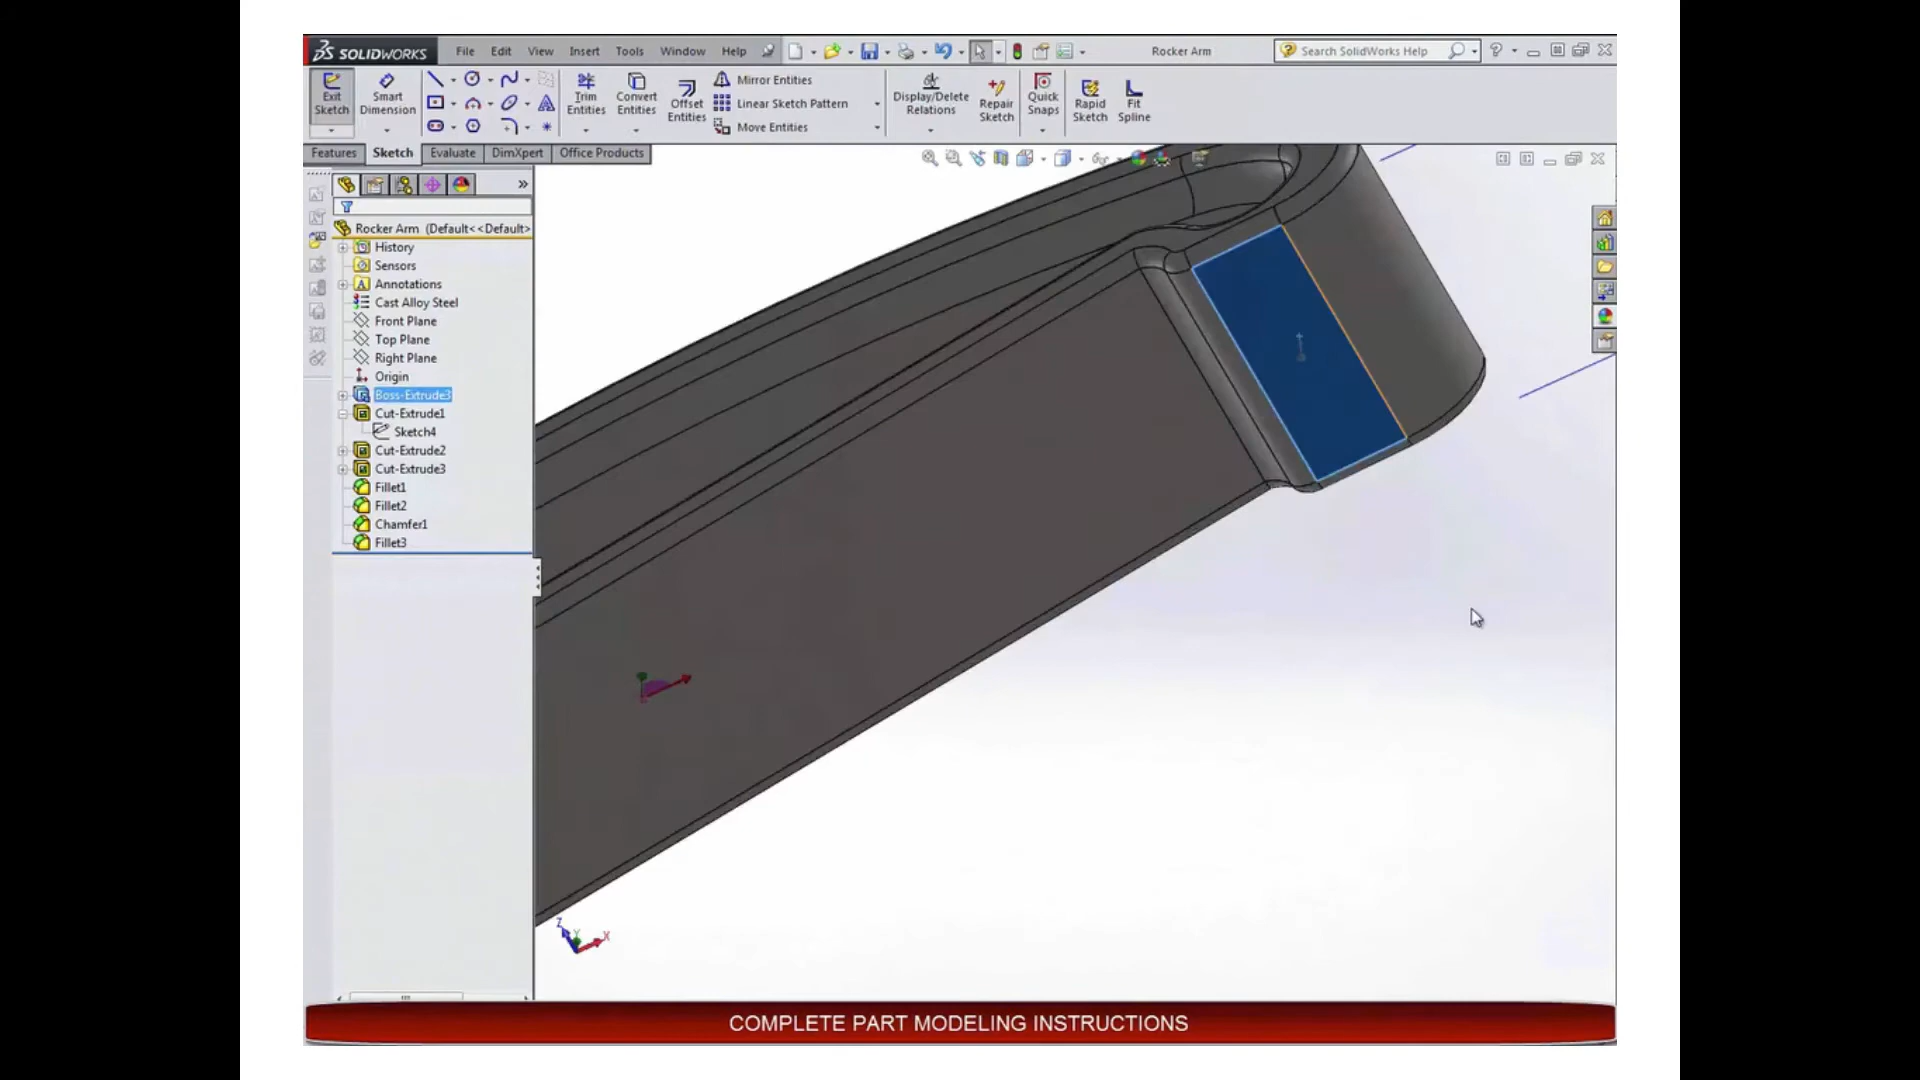 SOLIDWORKS File Edit View Insert Tools Window Help Rocker Arm Search SolidWorks Help
Exit Sketch
Smart Dimension
Trim Entities
Convert Entities
Offset Entities
Mirror Entities
Linear Sketch Pattern
Move Entities
Display/Delete Relations
Repair Sketch
Quick Snaps
Rapid Sketch
Fit Spline
Features Sketch Evaluate DimXpert Office Products
Rocker Arm (Default<<Default>
History
Sensors
Annotations
Cast Alloy Steel
Front Plane
Top Plane
Right Plane
Origin
Boss-Extrude3
Cut-Extrude1
Sketch4
Cut-Extrude2
Cut-Extrude3
Fillet1
Fillet2
Chamfer1
Fillet3
Z Y X
COMPLETE PART MODELING INSTRUCTIONS